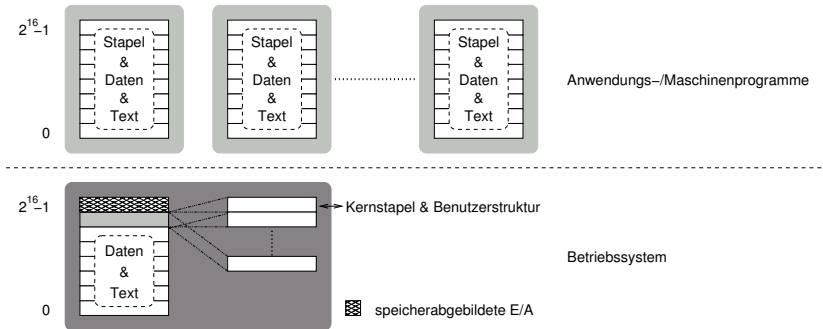 2^16−1
Stapel
&
Daten
&
Text
Stapel
&
Daten
&
Text
Stapel
&
Daten
&
Text
Anwendungs−/Maschinenprogramme
0
2^16−1
Kernstapel & Benutzerstruktur
Daten
&
Text
Betriebssystem
0
speicherabgebildete E/A